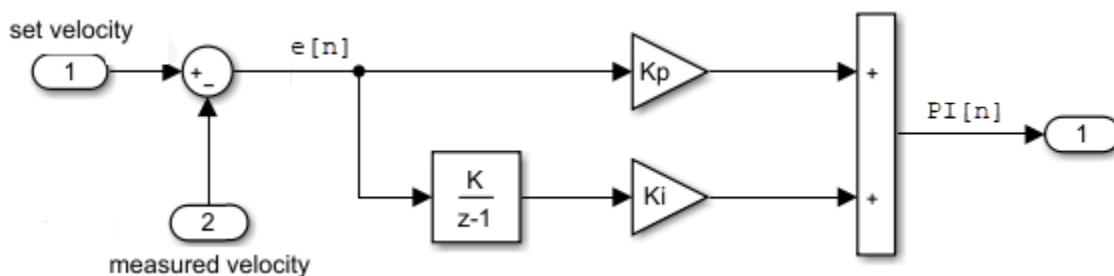 set velocity
1
+
−
e[n]
Kp
+
PI[n]
1
K
z-1
Ki
+
2
measured velocity